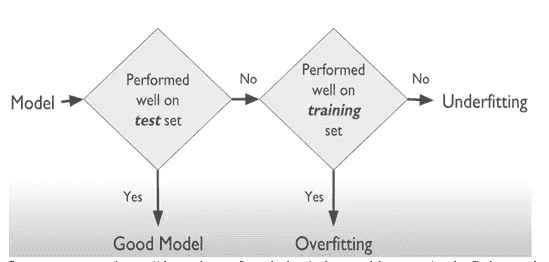 Model
Performed
well on
test set
No
Performed
well on
training
set
No
Underfitting
Yes
Good Model
Yes
Overfitting